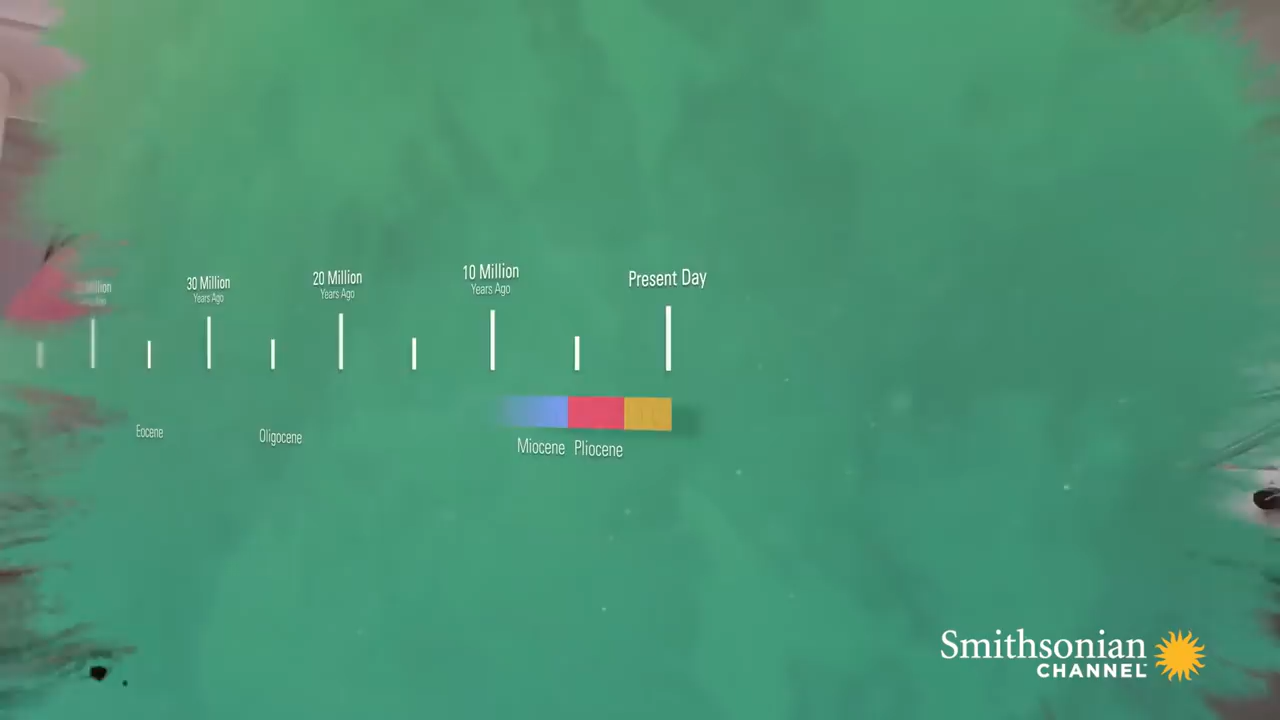 30 Million
Years Ago
20 Million
Years Ago
10 Million
Years Ago
Present Day
Eocene
Oligocene
Miocene
Pliocene
Smithsonian
CHANNEL